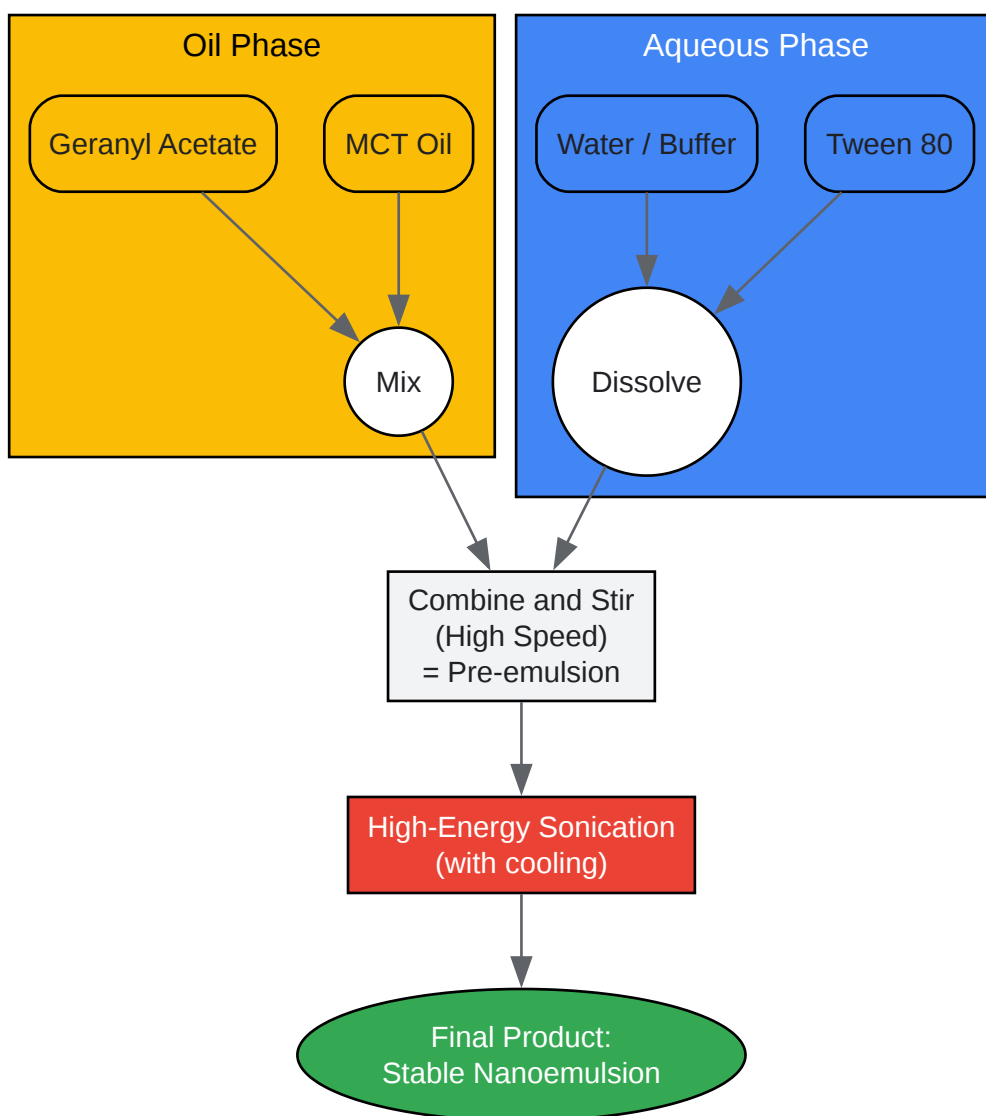 Oil Phase
Aqueous Phase
Geranyl Acetate
MCT Oil
Water / Buffer
Tween 80
Mix
Dissolve
Combine and Stir
(High Speed)
= Pre-emulsion
High-Energy Sonication
(with cooling)
Final Product:
Stable Nanoemulsion